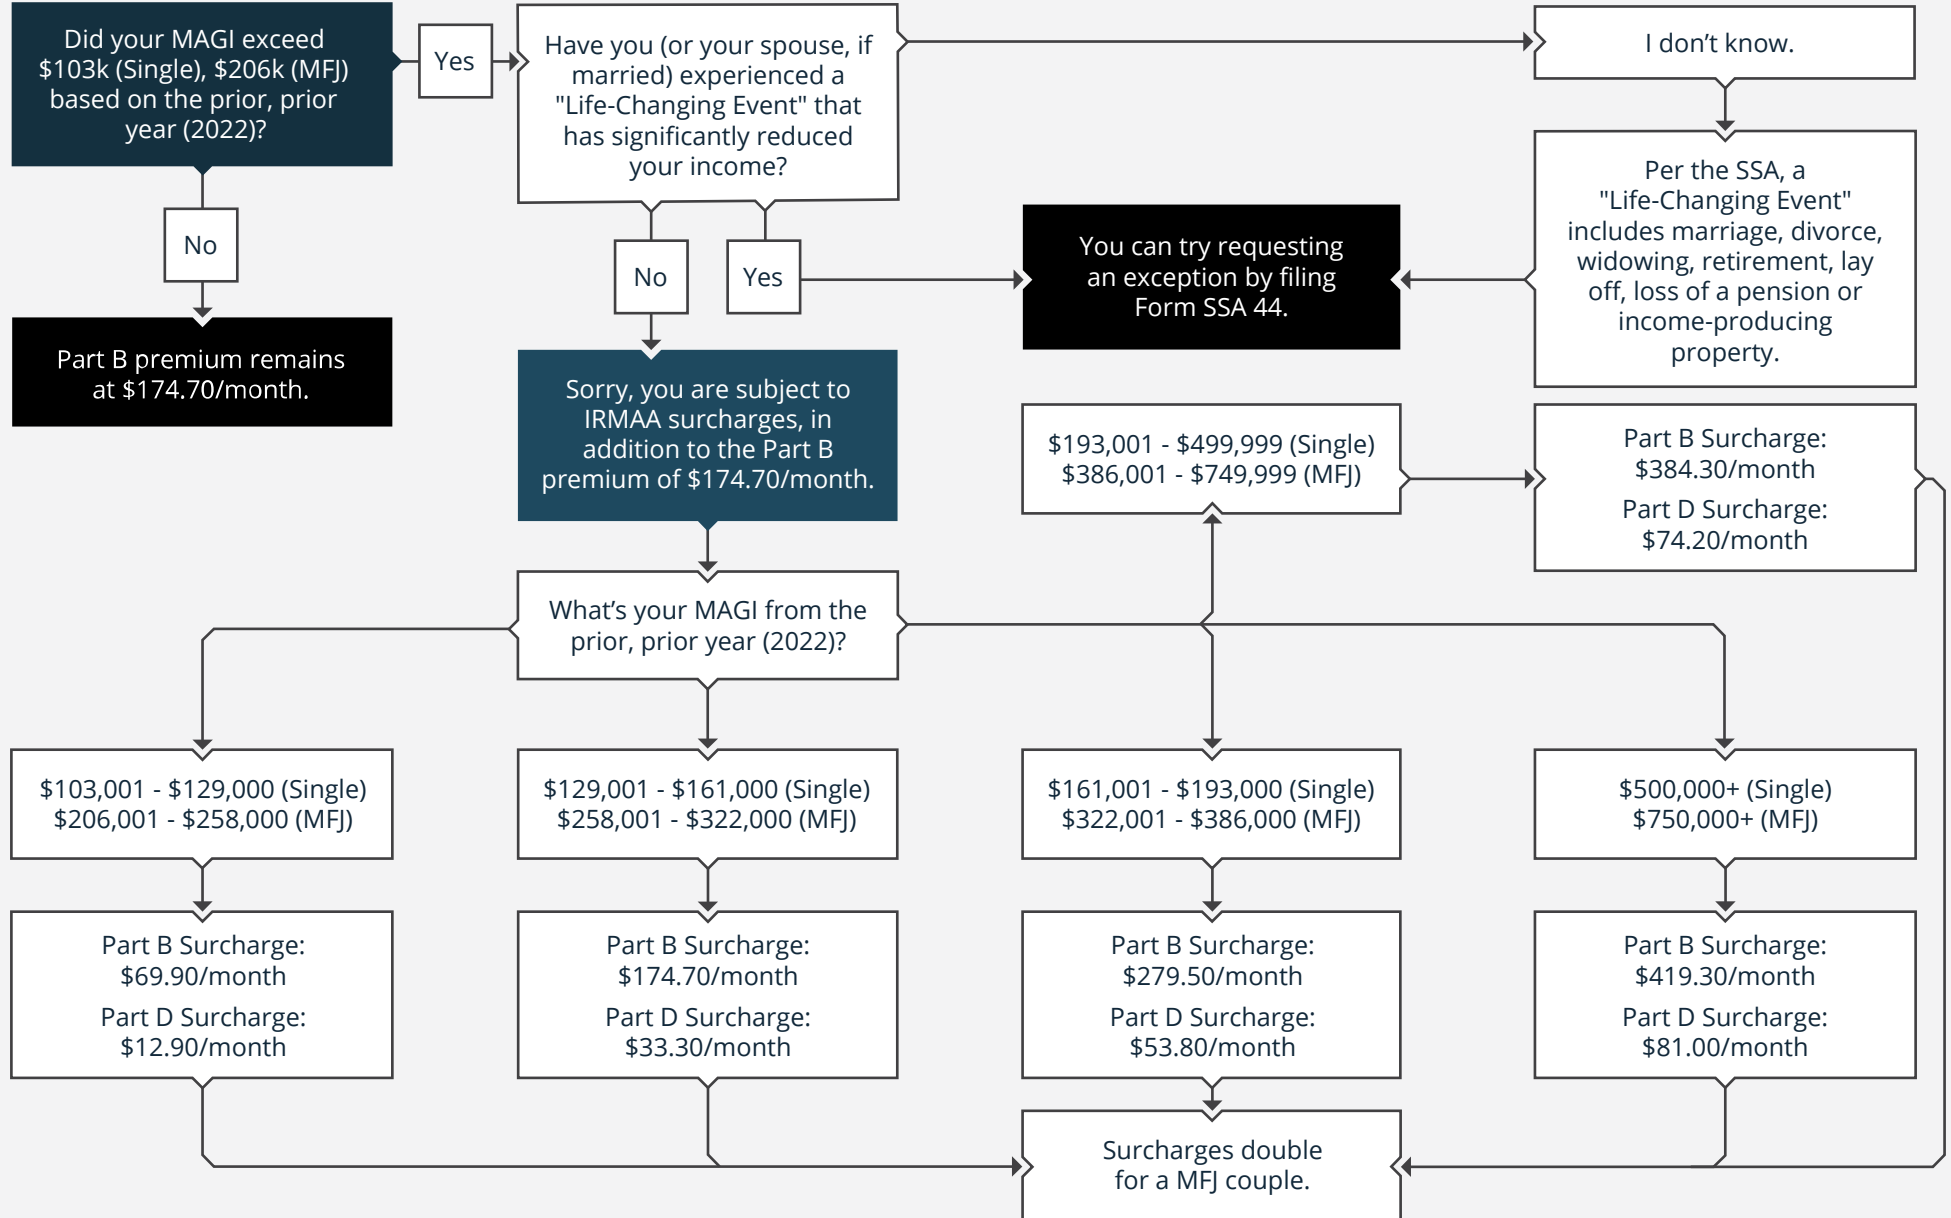 Did your MAGI exceed
$103k (Single), $206k (MFJ)
based on the prior, prior
year (2022)?
Yes
No
Part B premium remains
at $174.70/month.
Have you (or your spouse, if
married) experienced a
"Life-Changing Event" that
has significantly reduced
your income?
No
Yes
I don’t know.
Per the SSA, a
"Life-Changing Event"
includes marriage, divorce,
widowing, retirement, lay
off, loss of a pension or
income-producing
property.
You can try requesting
an exception by filing
Form SSA 44.
Sorry, you are subject to
IRMAA surcharges, in
addition to the Part B
premium of $174.70/month.
What’s your MAGI from the
prior, prior year (2022)?
$193,001 - $499,999 (Single)
$386,001 - $749,999 (MFJ)
Part B Surcharge:
$384.30/month
Part D Surcharge:
$74.20/month
$103,001 - $129,000 (Single)
$206,001 - $258,000 (MFJ)
Part B Surcharge:
$69.90/month
Part D Surcharge:
$12.90/month
$129,001 - $161,000 (Single)
$258,001 - $322,000 (MFJ)
Part B Surcharge:
$174.70/month
Part D Surcharge:
$33.30/month
$161,001 - $193,000 (Single)
$322,001 - $386,000 (MFJ)
Part B Surcharge:
$279.50/month
Part D Surcharge:
$53.80/month
$500,000+ (Single)
$750,000+ (MFJ)
Part B Surcharge:
$419.30/month
Part D Surcharge:
$81.00/month
Surcharges double
for a MFJ couple.